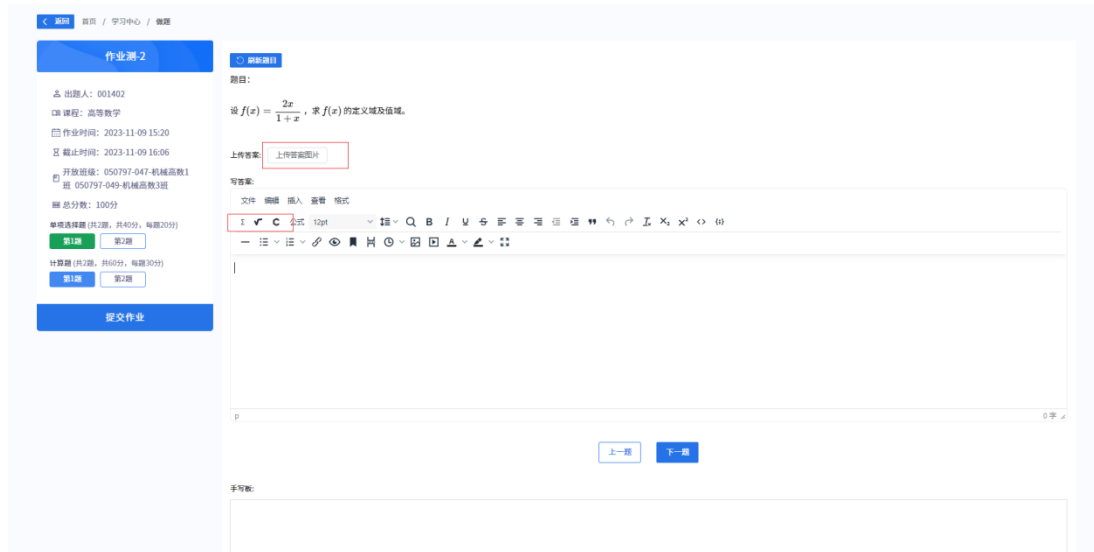 返回 首页 / 学习中心 / 做题
作业测-2
出题人：001402
课程：高等数学
作业时间：2023-11-09 15:20
截止时间：2023-11-09 16:06
开放班级：050797-047-机械高数1
班 050797-049-机械高数3班
总分数：100分
单项选择题 (共2题，共40分，每题20分)
第1题 第2题
计算题 (共2题，共60分，每题30分)
第1题 第2题
提交作业
刷新题目
题目：
设 f(x) = 2x / (1 + x) ，求 f(x) 的定义域及值域。
上传答案: 上传答案图片
写答案:
文件 编辑 插入 查看 格式
Σ √ C 公式 12pt B I U S X₂ X²
p 0 字
上一题 下一题
手写板: